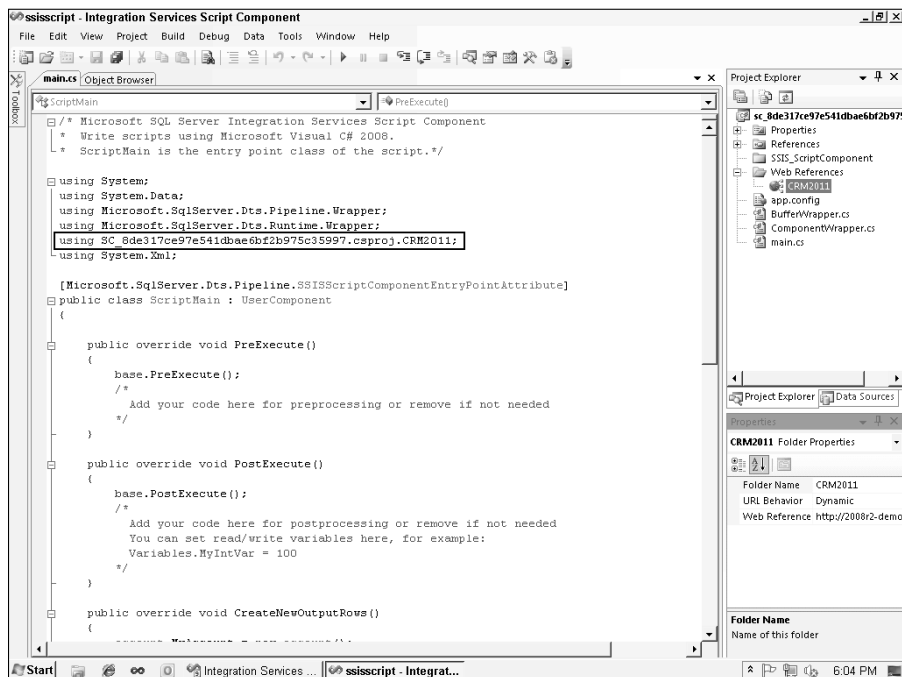 ssisscript - Integration Services Script Component
File Edit View Project Build Debug Data Tools Window Help
Toolbox
main.cs Object Browser
ScriptMain PreExecute()
/* Microsoft SQL Server Integration Services Script Component
* Write scripts using Microsoft Visual C# 2008.
* ScriptMain is the entry point class of the script.*/
using System;
using System.Data;
using Microsoft.SqlServer.Dts.Pipeline.Wrapper;
using Microsoft.SqlServer.Dts.Runtime.Wrapper;
using SC_8de317ce97e541dbae6bf2b975c35997.csproj.CRM2011;
using System.Xml;
[Microsoft.SqlServer.Dts.Pipeline.SSISScriptComponentEntryPointAttribute]
public class ScriptMain : UserComponent
{
public override void PreExecute()
{
base.PreExecute();
/*
Add your code here for preprocessing or remove if not needed
*/
}
public override void PostExecute()
{
base.PostExecute();
/*
Add your code here for postprocessing or remove if not needed
You can set read/write variables here, for example:
Variables.MyIntVar = 100
*/
}
public override void CreateNewOutputRows()
{
Project Explorer
sc_8de317ce97e541dbae6bf2b975
Properties
References
SSIS_ScriptComponent
Web References
CRM2011
app.config
BufferWrapper.cs
ComponentWrapper.cs
main.cs
Project Explorer Data Sources
Properties
CRM2011 Folder Properties
Folder Name CRM2011
URL Behavior Dynamic
Web Reference http://2008r2-demo
Folder Name
Name of this folder
Start Integration Services ... ssisscript - Integrat... 6:04 PM